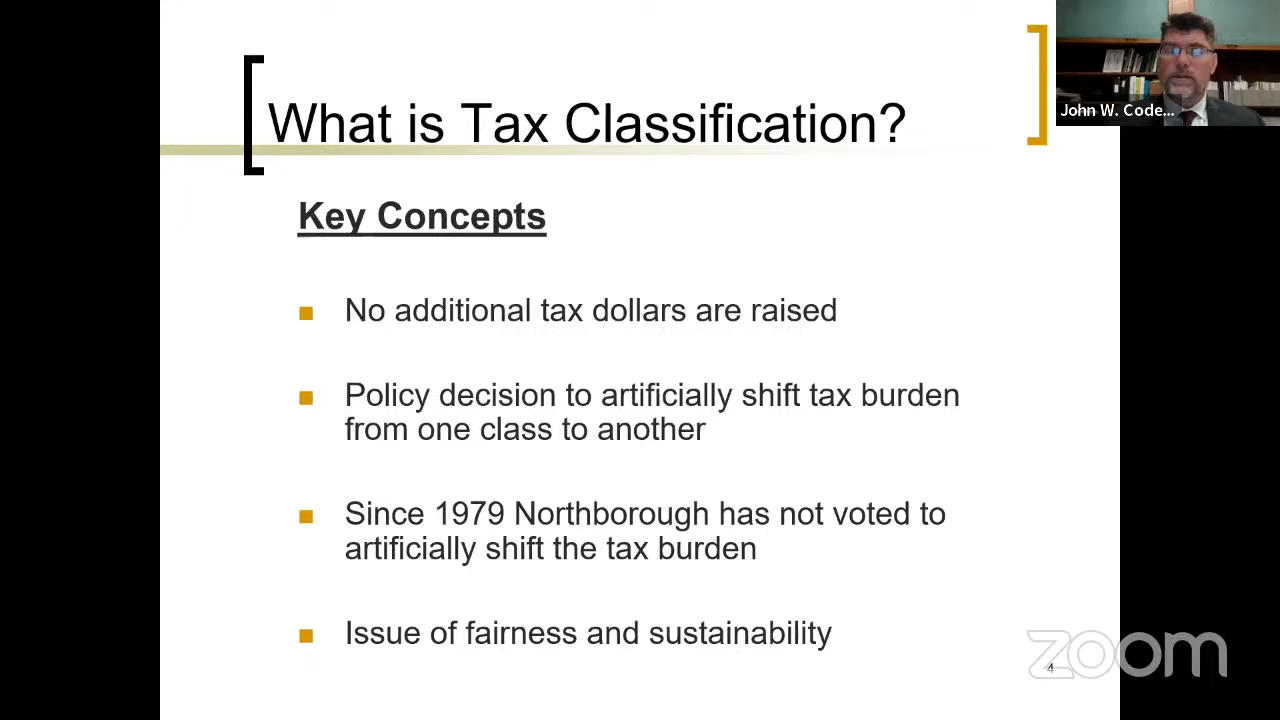 What is Tax Classification?
John W. Code...
Key Concepts
No additional tax dollars are raised
Policy decision to artificially shift tax burden
from one class to another
Since 1979 Northborough has not voted to
artificially shift the tax burden
Issue of fairness and sustainability
zoom
4